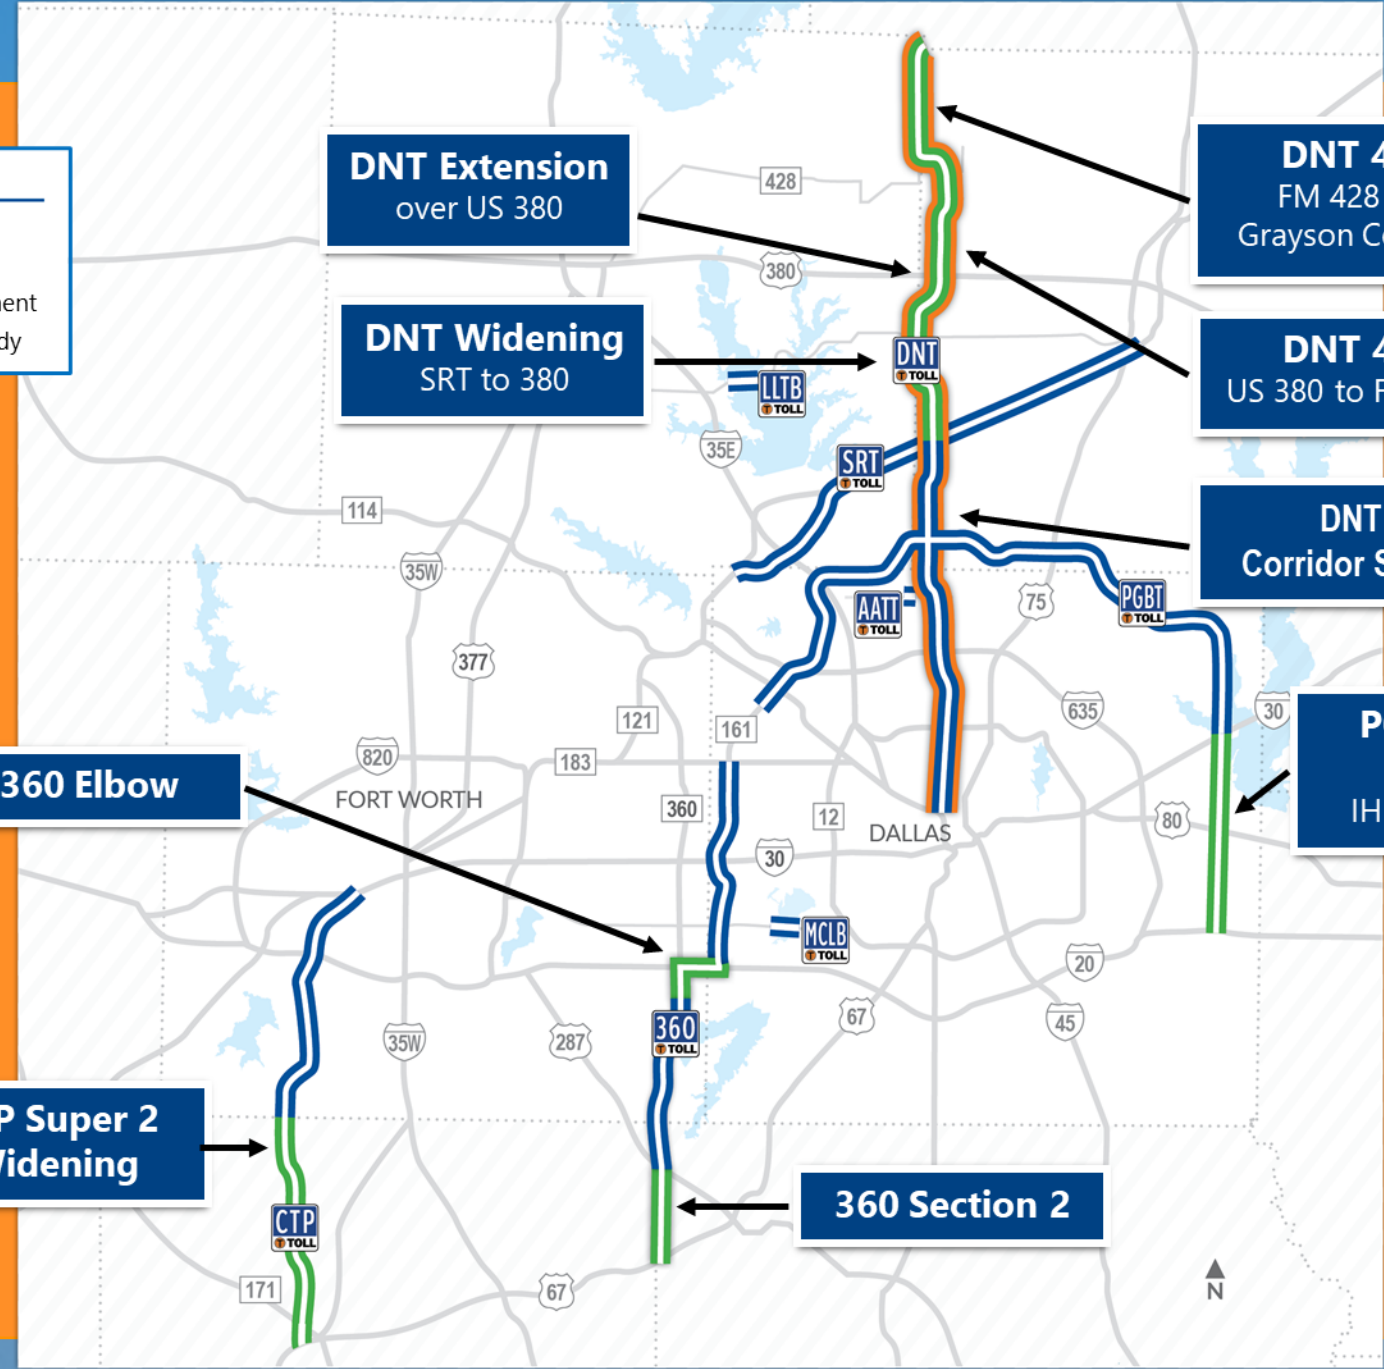 DNT Extension
over US 380
DNT 4
FM 428
Grayson Co
428
380
DNT Widening
SRT to 380
DNT
TOLL
LLTB
TOLL
DNT 4
US 380 to F
ent
dy
35E
SRT
TOLL
114
DNT
Corridor S
35W
AATT
TOLL
75
PGBT
TOLL
377
121
161
635
30
P
IH
820
183
360 Elbow
FORT WORTH
360
12
DALLAS
80
30
MCLB
TOLL
20
360
TOLL
67
45
35W
287
P Super 2
idening
360 Section 2
CTP
TOLL
171
67
N